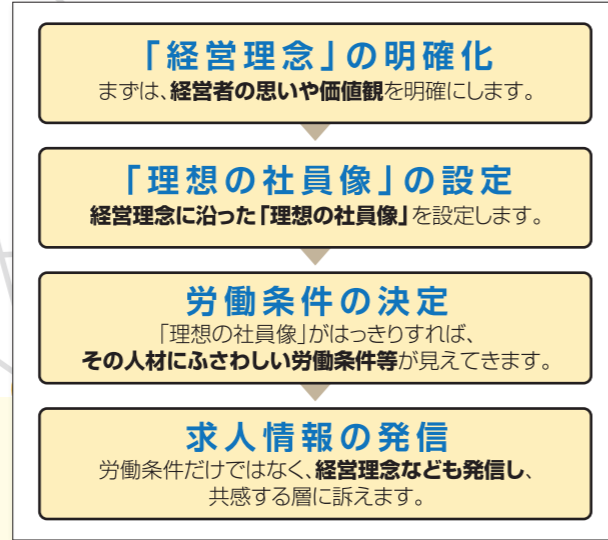 「経営理念」の明確化
まずは、経営者の思いや価値観を明確にします。
「理想の社員像」の設定
経営理念に沿った「理想の社員像」を設定します。
労働条件の決定
「理想の社員像」がはっきりすれば、
その人材にふさわしい労働条件等が見えてきます。
求人情報の発信
労働条件だけではなく、経営理念なども発信し、
共感する層に訴えます。